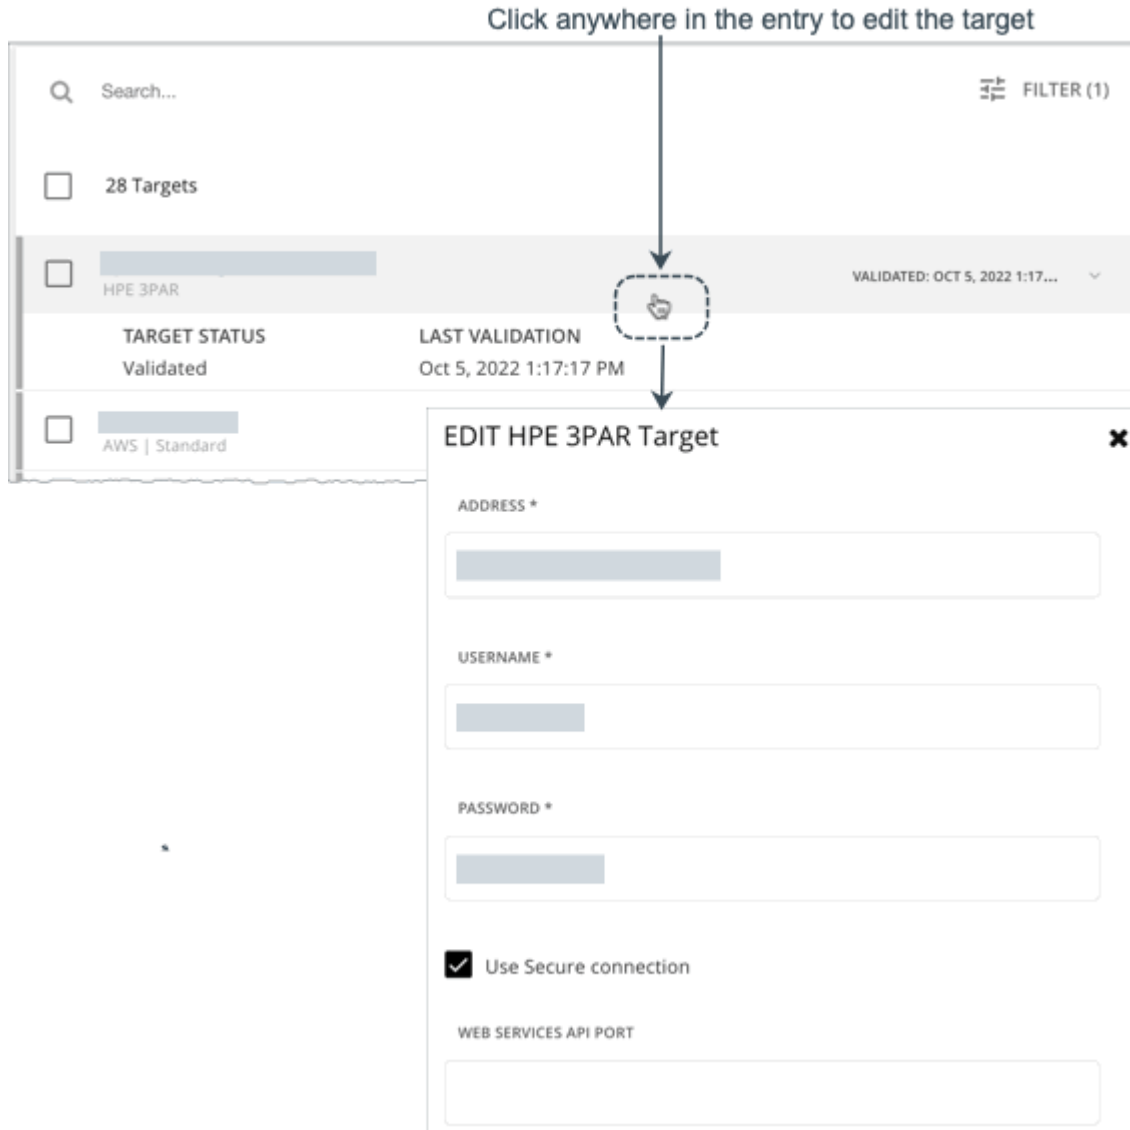 Click anywhere in the entry to edit the target
Search...
FILTER (1)
28 Targets
HPE 3PAR
VALIDATED: OCT 5, 2022 1:17...
TARGET STATUS
LAST VALIDATION
Validated
Oct 5, 2022 1:17:17 PM
AWS | Standard
EDIT HPE 3PAR Target
ADDRESS *
USERNAME *
PASSWORD *
Use Secure connection
WEB SERVICES API PORT